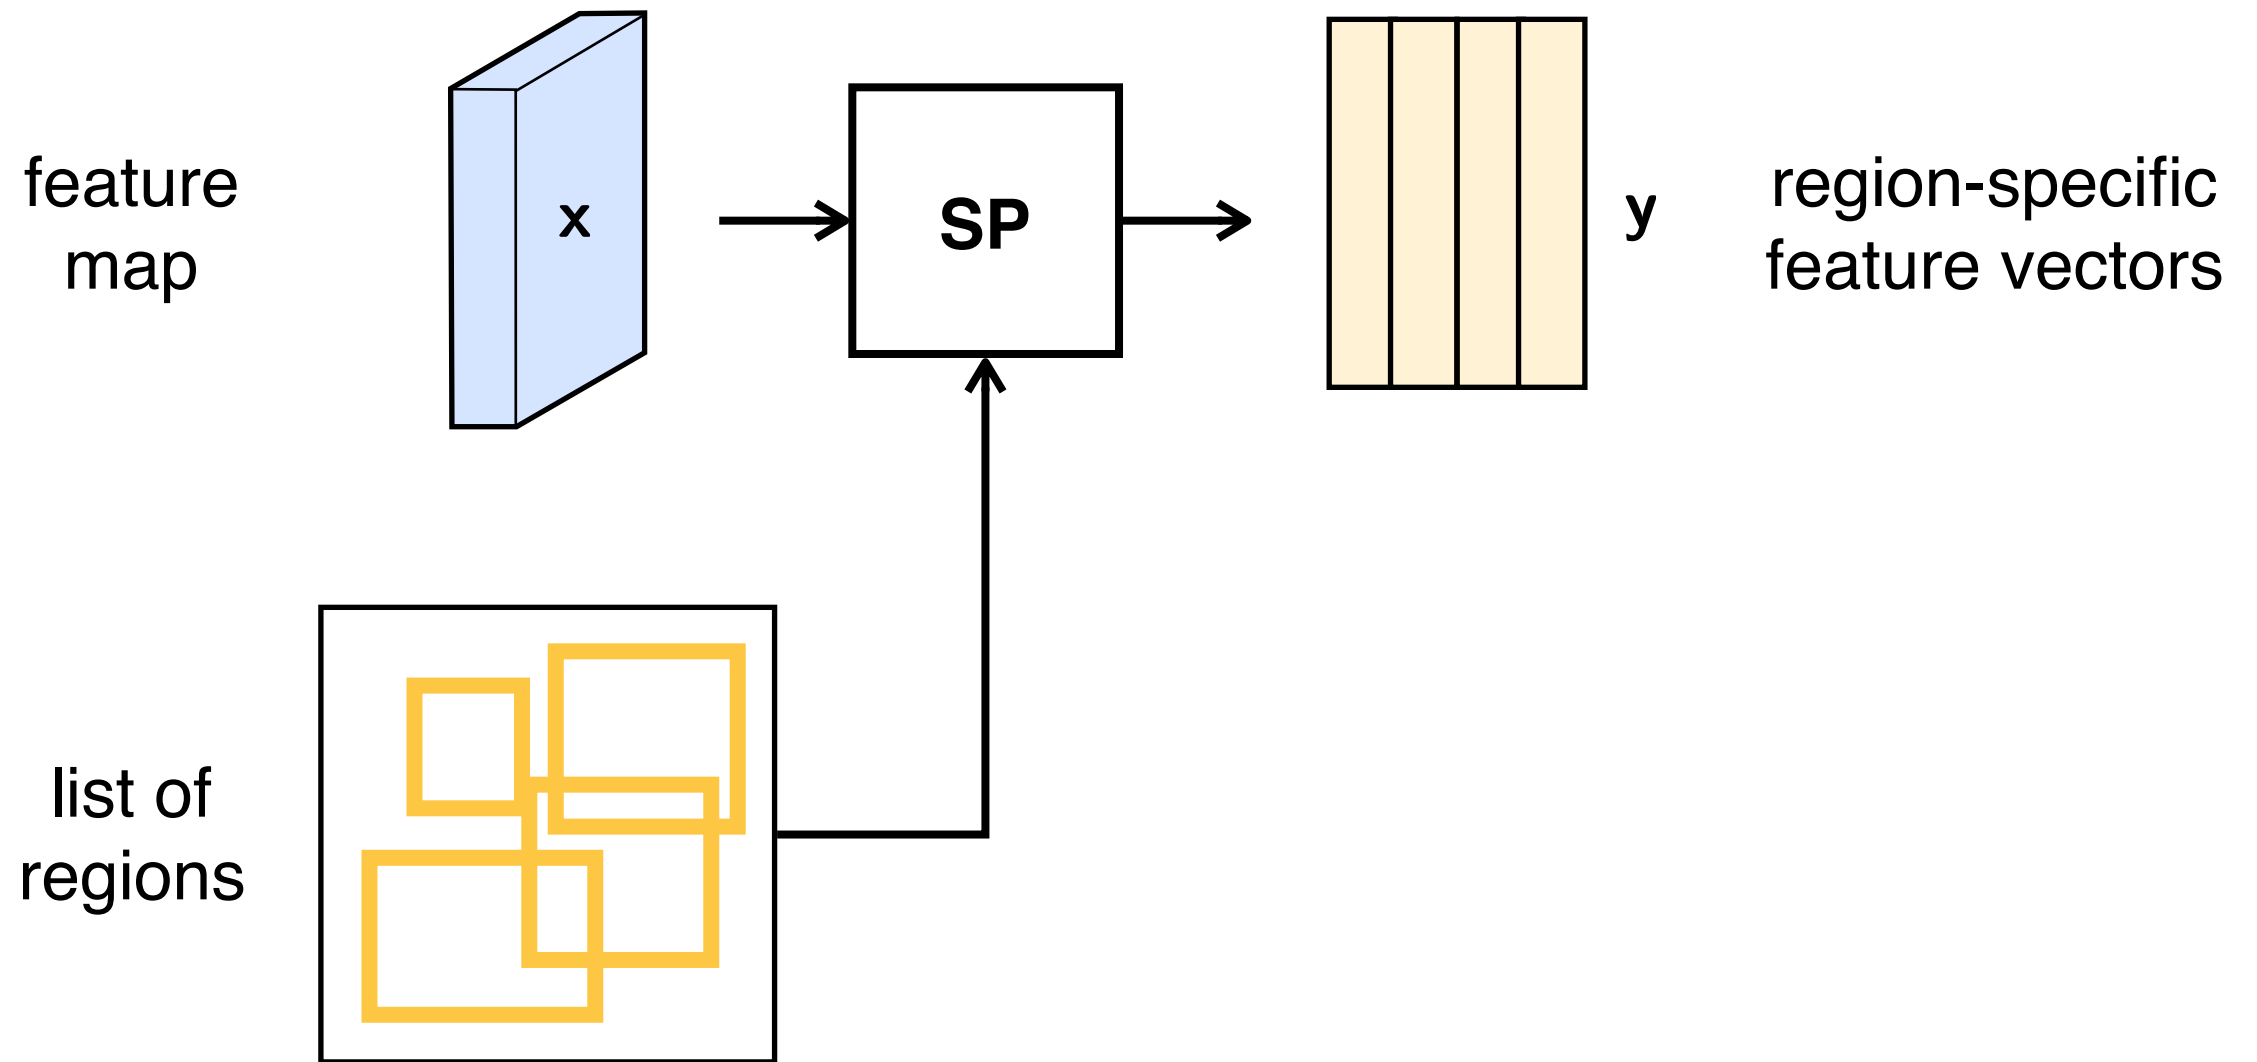 feature
map
x
SP
y
region-specific
feature vectors
list of
regions